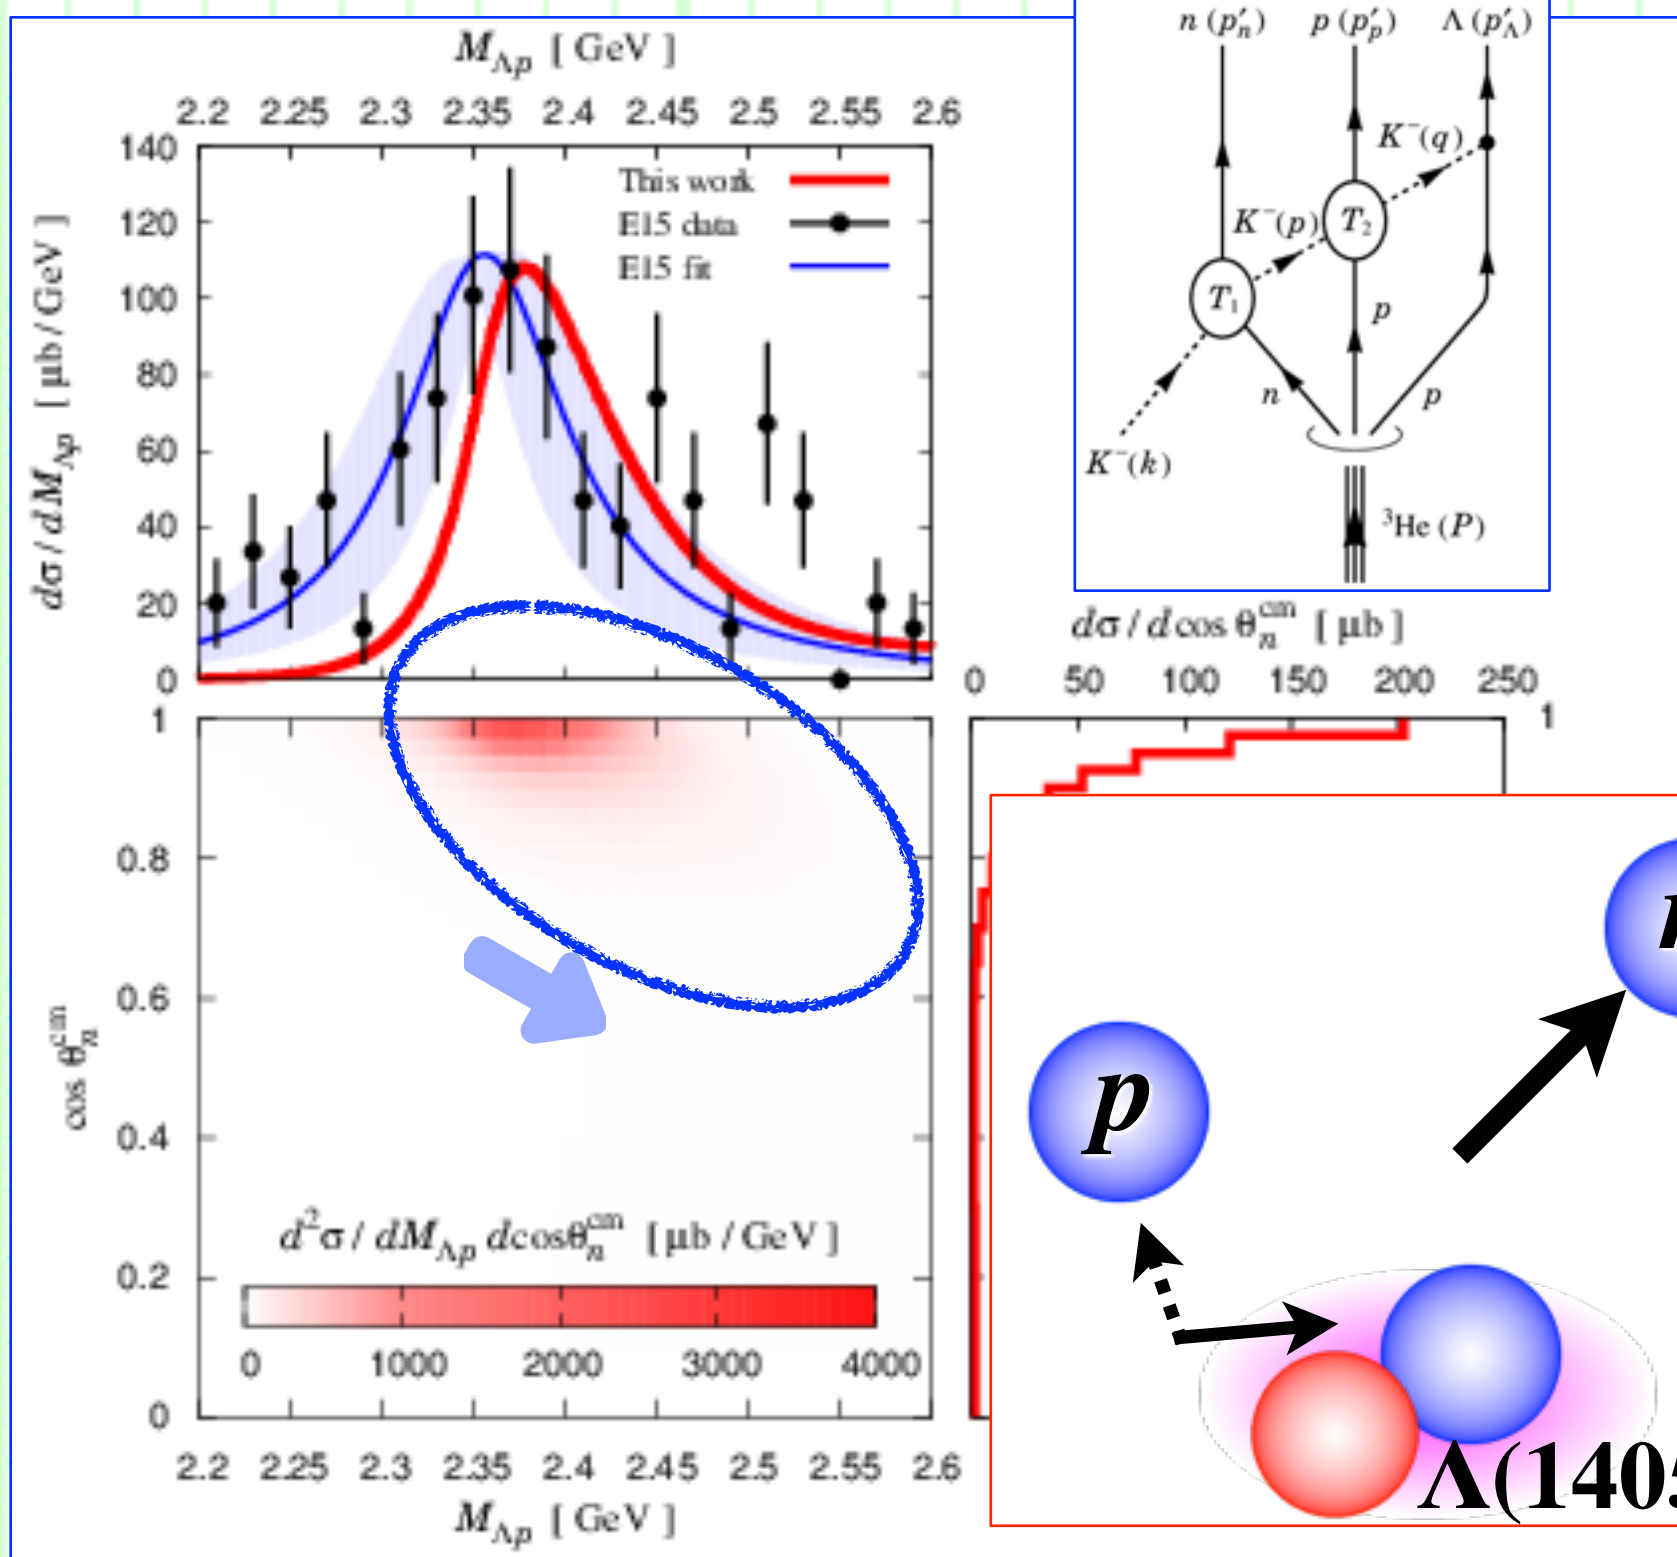 M_Λp [ GeV ]
2.2 2.25 2.3 2.35 2.4 2.45 2.5 2.55 2.6
140
120
100
80
60
40
20
0
dσ / dM_Λp [ μb / GeV ]
This work
E15 data
E15 fit
n (p'_n) p (p'_p) Λ (p'_Λ)
K⁻(q)
K⁻(p)
T₂
T₁
p
n
p
K⁻(k)
³He (P)
dσ / d cos θ_n^cm [ μb ]
0 50 100 150 200 250
1
1
0.8
0.6
0.4
0.2
0
cos θ_n^cm
d²σ / dM_Λp dcosθ_n^cm [ μb / GeV ]
0 1000 2000 3000 4000
2.2 2.25 2.3 2.35 2.4 2.45 2.5 2.55 2.6
M_Λp [ GeV ]
p
Λ(1405